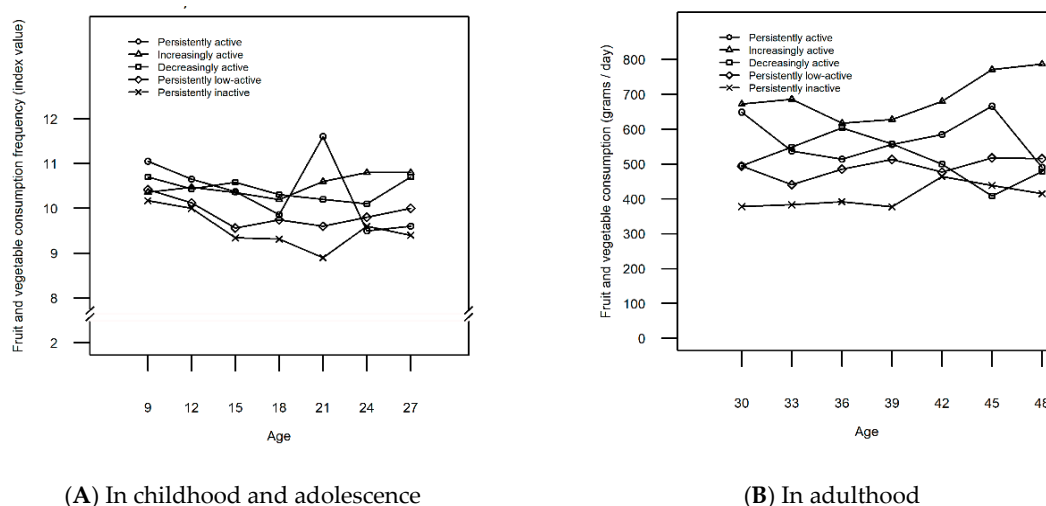 Fruit and vegetable consumption frequency (index value)
Persistently active
Increasingly active
Decreasingly active
Persistently low-active
Persistently inactive
12
11
10
9
8
2
9 12 15 18 21 24 27
Age
(A) In childhood and adolescence
Fruit and vegetable consumption (grams / day)
Persistently active
Increasingly active
Decreasingly active
Persistently low-active
Persistently inactive
800
700
600
500
400
300
200
100
0
30 33 36 39 42 45 48
Age
(B) In adulthood